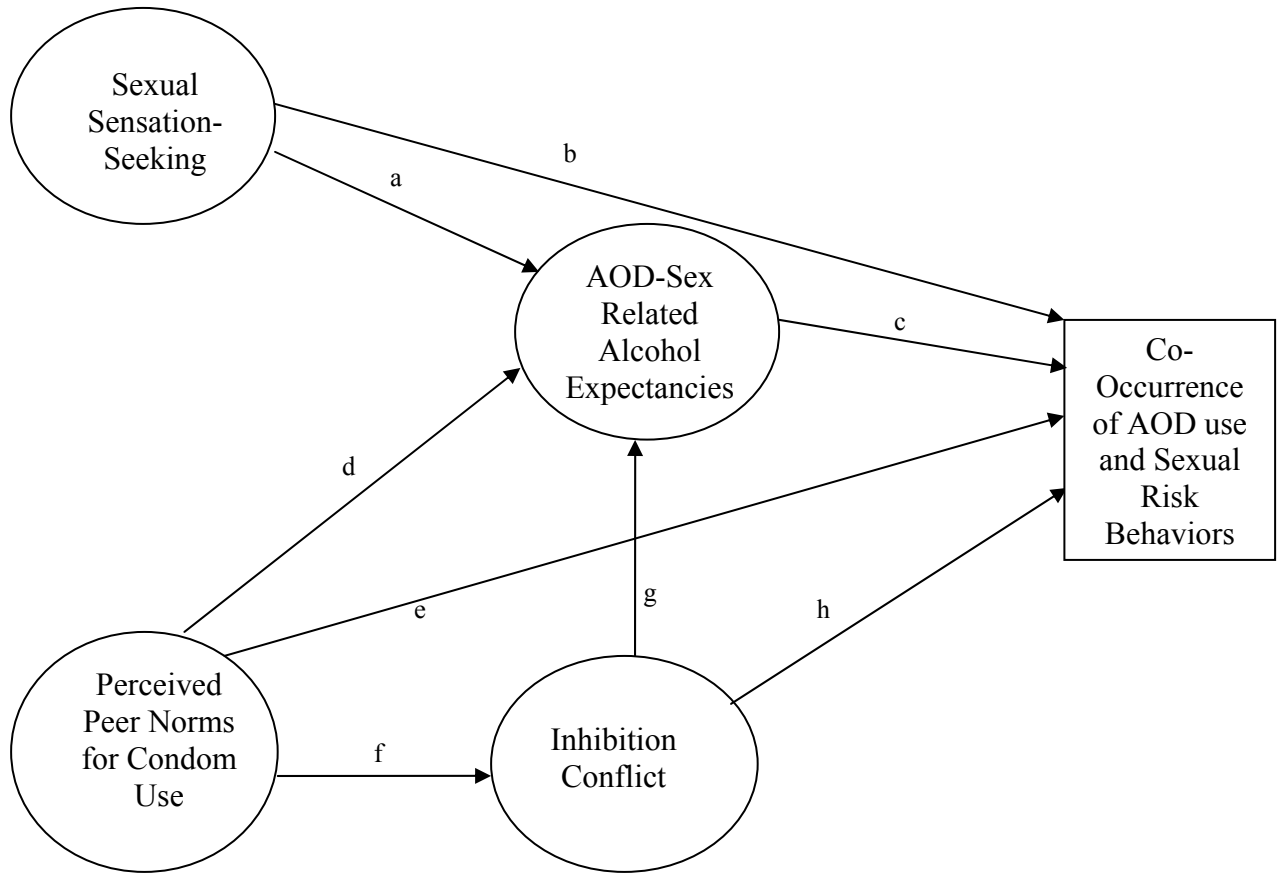 Sexual
Sensation-
Seeking
b
a
AOD-Sex
Related
Alcohol
Expectancies
c
Co-
Occurrence
of AOD use
and Sexual
Risk
Behaviors
d
e
g
h
Perceived
Peer Norms
for Condom
Use
f
Inhibition
Conflict